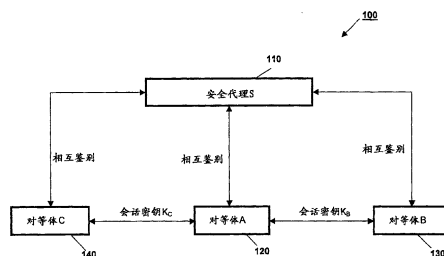 100
110
安全代理S
相互鉴别
相互鉴别
相互鉴别
对等体C
会话密钥KC
对等体A
会话密钥KB
对等体B
140
120
130